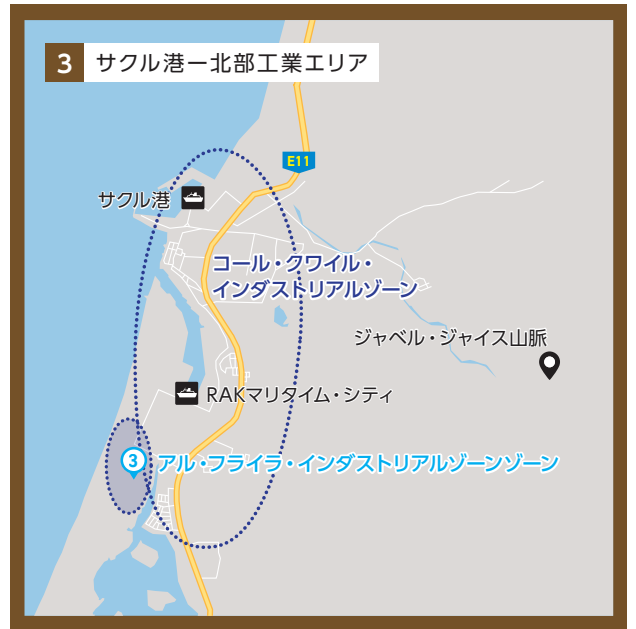 3 サクル港ー北部工業エリア
E11
サクル港
コール・クワイル・
インダストリアルゾーン
ジャベル・ジャイス山脈
RAKマリタイム・シティ
3 アル・フライラ・インダストリアルゾーンゾーン